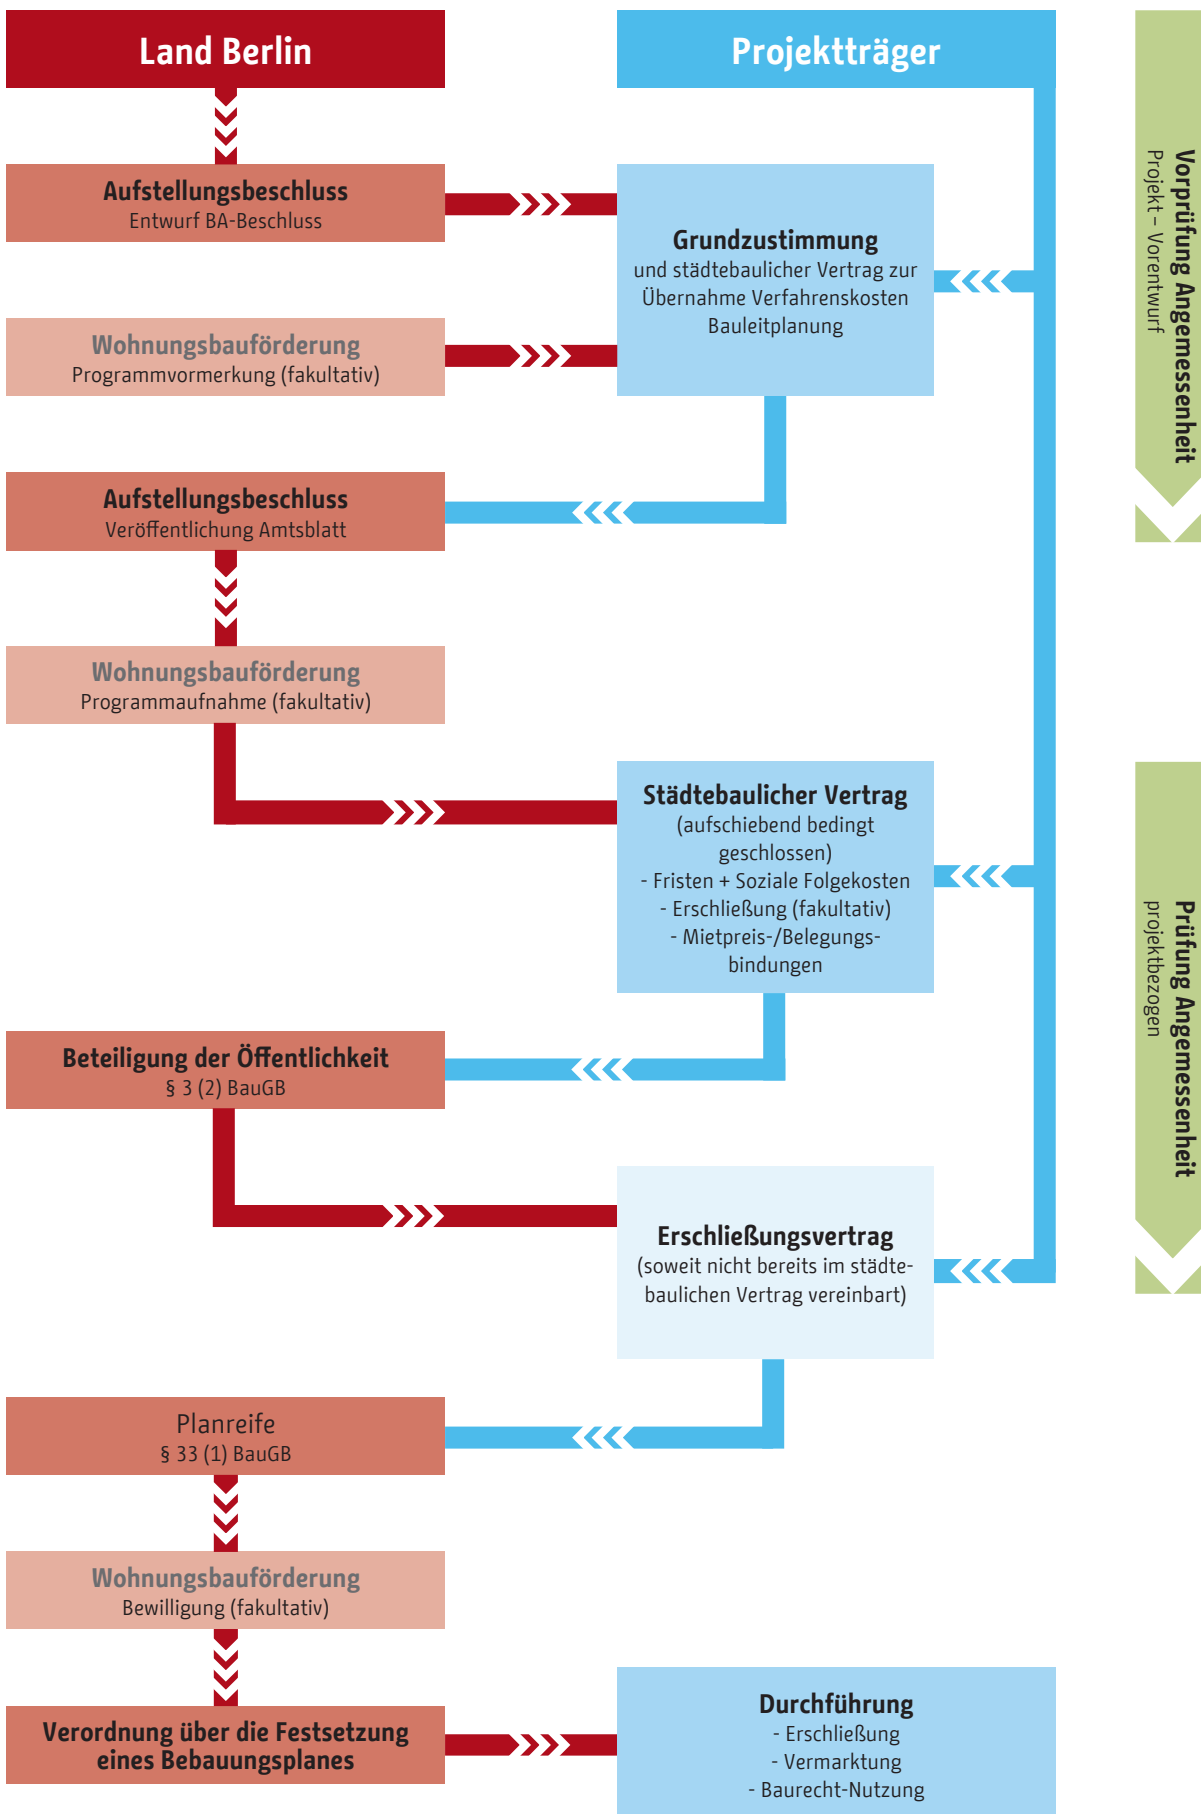 Land Berlin
Projektträger
Aufstellungsbeschluss
Entwurf BA-Beschluss
Grundzustimmung
und städtebaulicher Vertrag zur
Übernahme Verfahrenskosten
Bauleitplanung
Wohnungsbauförderung
Programmvormerkung (fakultativ)
Vorprüfung Angemessenheit
Projekt – Vorentwurf
Aufstellungsbeschluss
Veröffentlichung Amtsblatt
Wohnungsbauförderung
Programmaufnahme (fakultativ)
Städtebaulicher Vertrag
(aufschiebend bedingt
geschlossen)
- Fristen + Soziale Folgekosten
- Erschließung (fakultativ)
- Mietpreis-/Belegungs-
bindungen
Prüfung Angemessenheit
projektbezogen
Beteiligung der Öffentlichkeit
§ 3 (2) BauGB
Erschließungsvertrag
(soweit nicht bereits im städte-
baulichen Vertrag vereinbart)
Planreife
§ 33 (1) BauGB
Wohnungsbauförderung
Bewilligung (fakultativ)
Verordnung über die Festsetzung
eines Bebauungsplanes
Durchführung
- Erschließung
- Vermarktung
- Baurecht-Nutzung